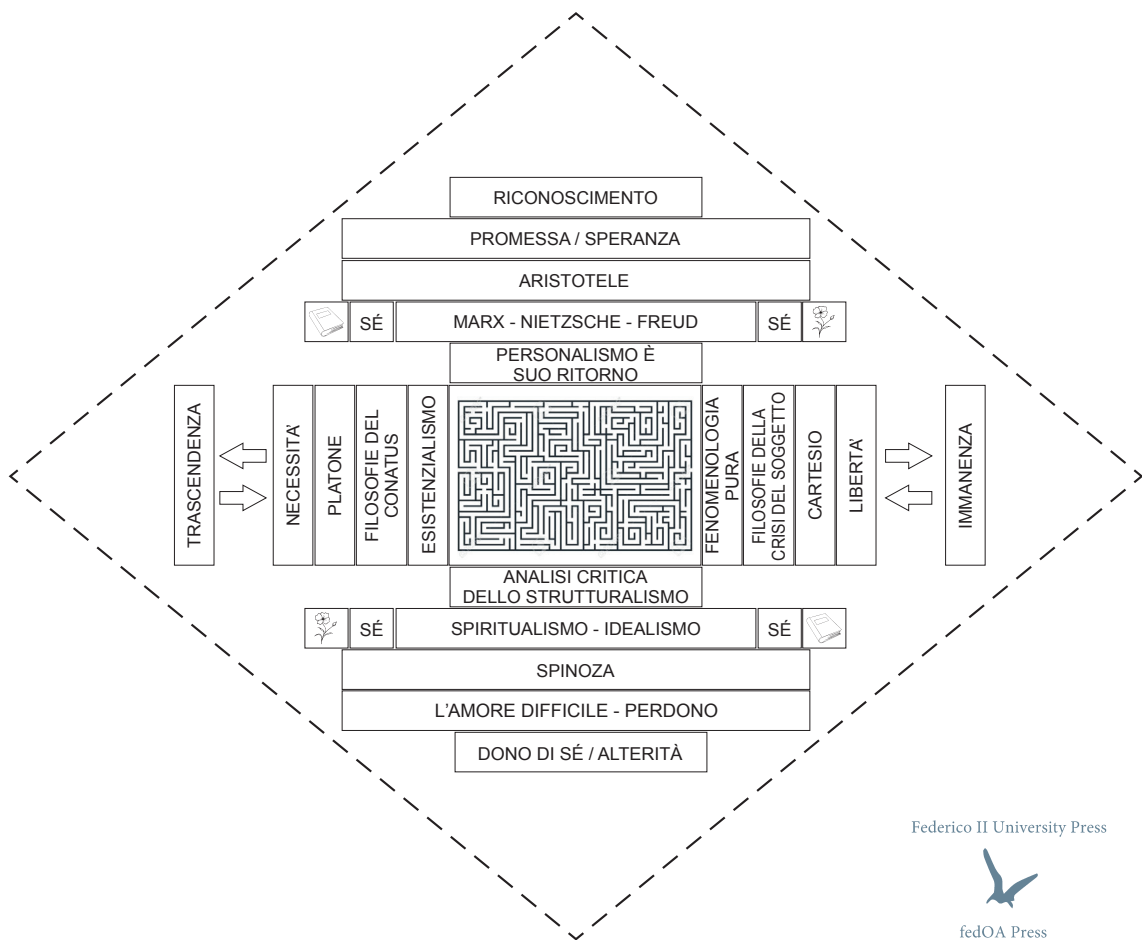 RICONOSCIMENTO
PROMESSA / SPERANZA
ARISTOTELE
SÉ
MARX - NIETZSCHE - FREUD
SÉ
PERSONALISMO È
SUO RITORNO
TRASCENDENZA
NECESSITA'
PLATONE
FILOSOFIE DEL
CONATUS
ESISTENZIALISMO
FENOMENOLOGIA
PURA
FILOSOFIE DELLA
CRISI DEL SOGGETTO
CARTESIO
LIBERTA'
IMMANENZA
ANALISI CRITICA
DELLO STRUTTURALISMO
SÉ
SPIRITUALISMO - IDEALISMO
SÉ
SPINOZA
L'AMORE DIFFICILE - PERDONO
DONO DI SÉ / ALTERITÀ
Federico II University Press
fedOA Press